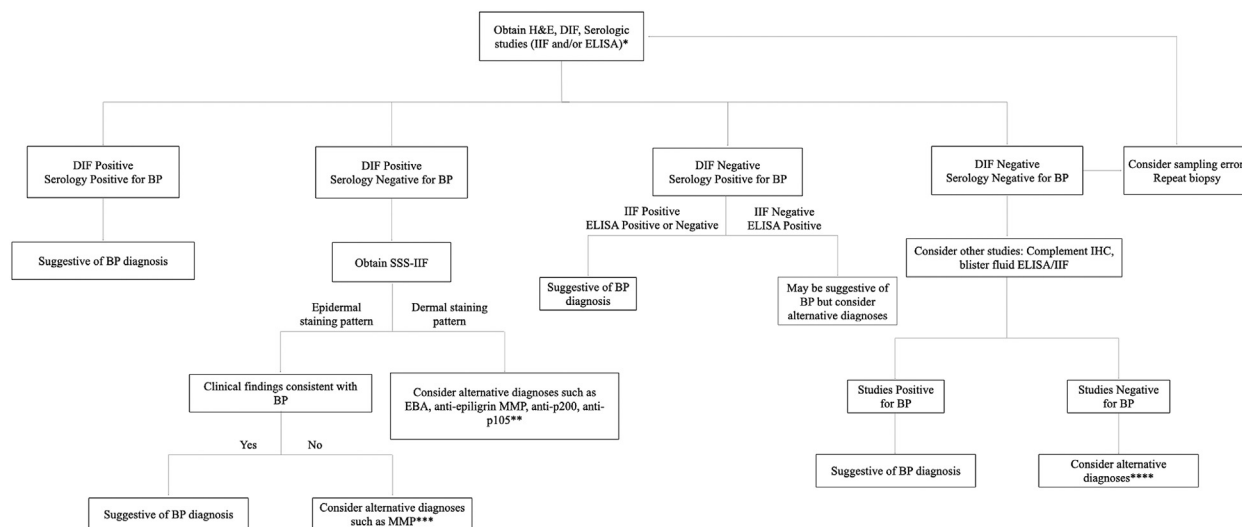 Obtain H&E, DIF, Serologic
studies (IIF and/or ELISA)*
DIF Positive
Serology Positive for BP
DIF Positive
Serology Negative for BP
DIF Negative
Serology Positive for BP
DIF Negative
Serology Negative for BP
Consider sampling error
Repeat biopsy
Suggestive of BP diagnosis
Obtain SSS-IIF
IIF Positive
ELISA Positive or Negative
IIF Negative
ELISA Positive
Consider other studies: Complement IHC,
blister fluid ELISA/IIF
Suggestive of BP
diagnosis
May be suggestive of
BP but consider
alternative diagnoses
Epidermal
staining pattern
Dermal staining
pattern
Clinical findings consistent with
BP
Consider alternative diagnoses such as
EBA, anti-epiligrin MMP, anti-p200, anti-
p105**
Studies Positive
for BP
Studies Negative
for BP
Yes
No
Suggestive of BP diagnosis
Consider alternative diagnoses
such as MMP***
Suggestive of BP diagnosis
Consider alternative
diagnoses****